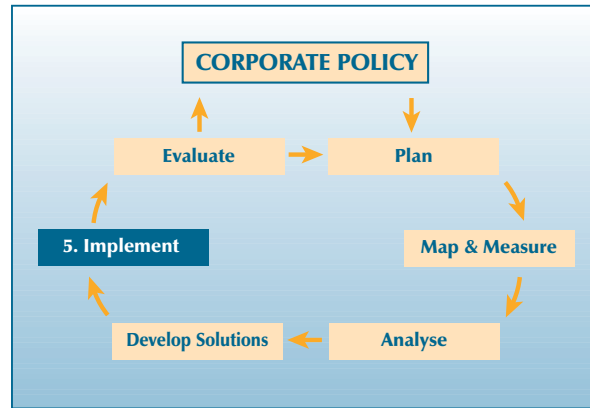 CORPORATE POLICY
Evaluate
Plan
5. Implement
Map & Measure
Develop Solutions
Analyse